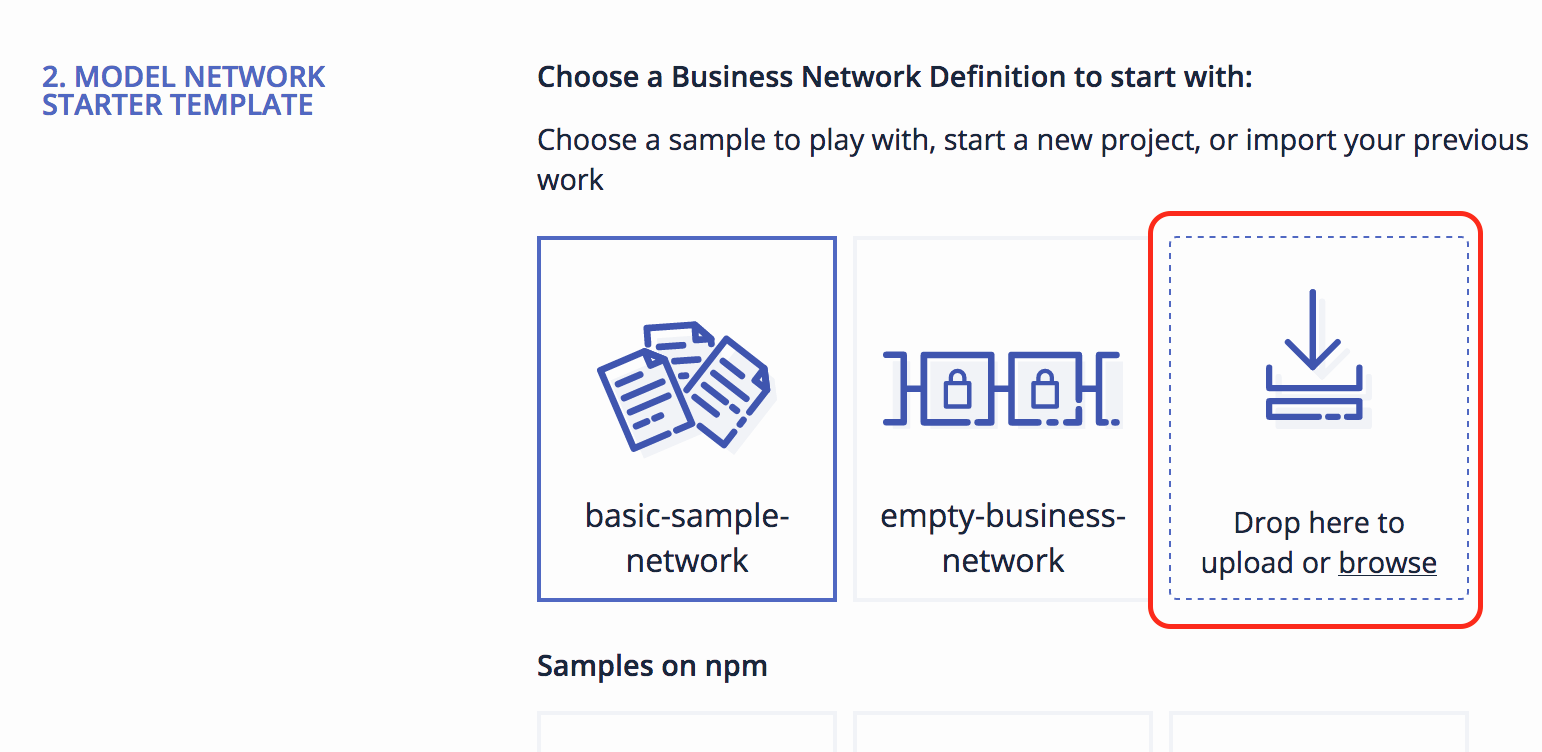 2. MODEL NETWORK
STARTER TEMPLATE
Choose a Business Network Definition to start with:
Choose a sample to play with, start a new project, or import your previous
work
basic-sample-
network
empty-business-
network
Drop here to
upload or browse
Samples on npm